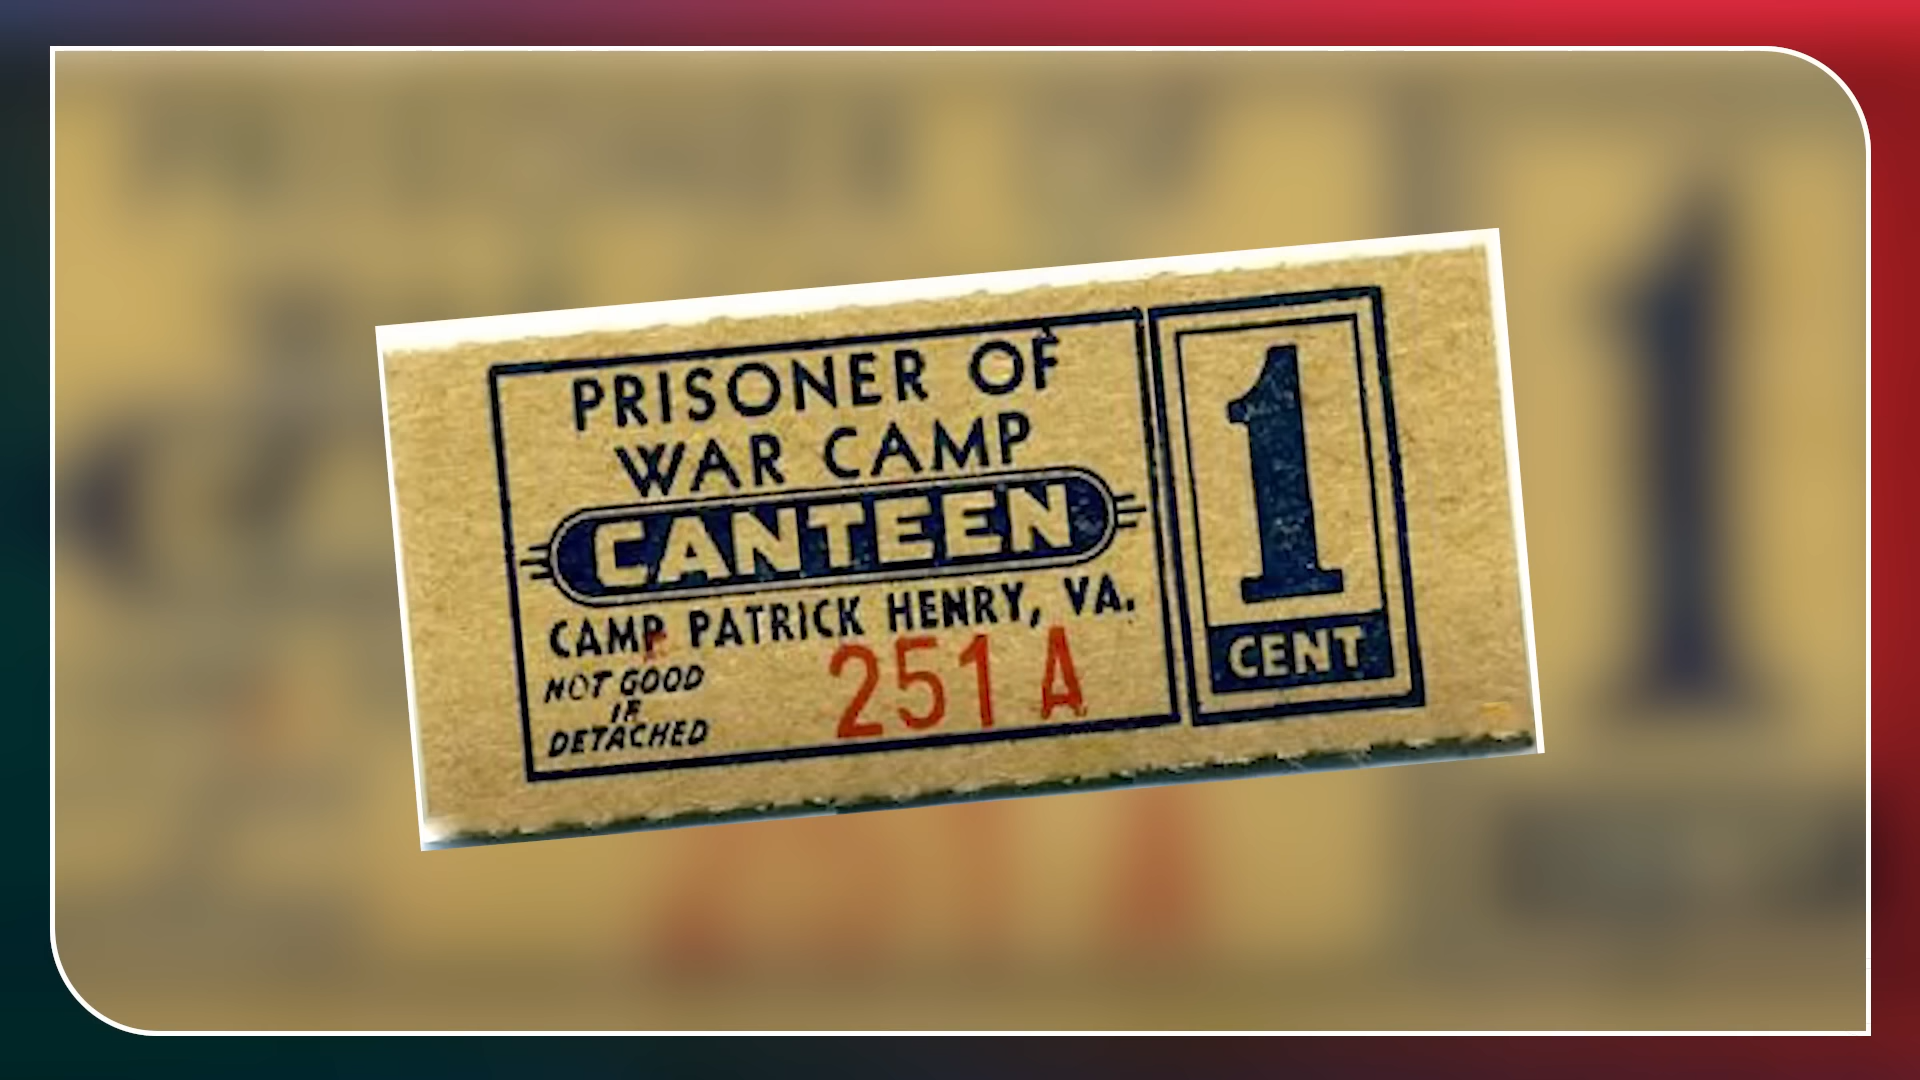 PRISONER OF
WAR CAMP
CANTEEN
CAMP PATRICK HENRY, VA.
NOT GOOD
IF
DETACHED
251 A
1
CENT